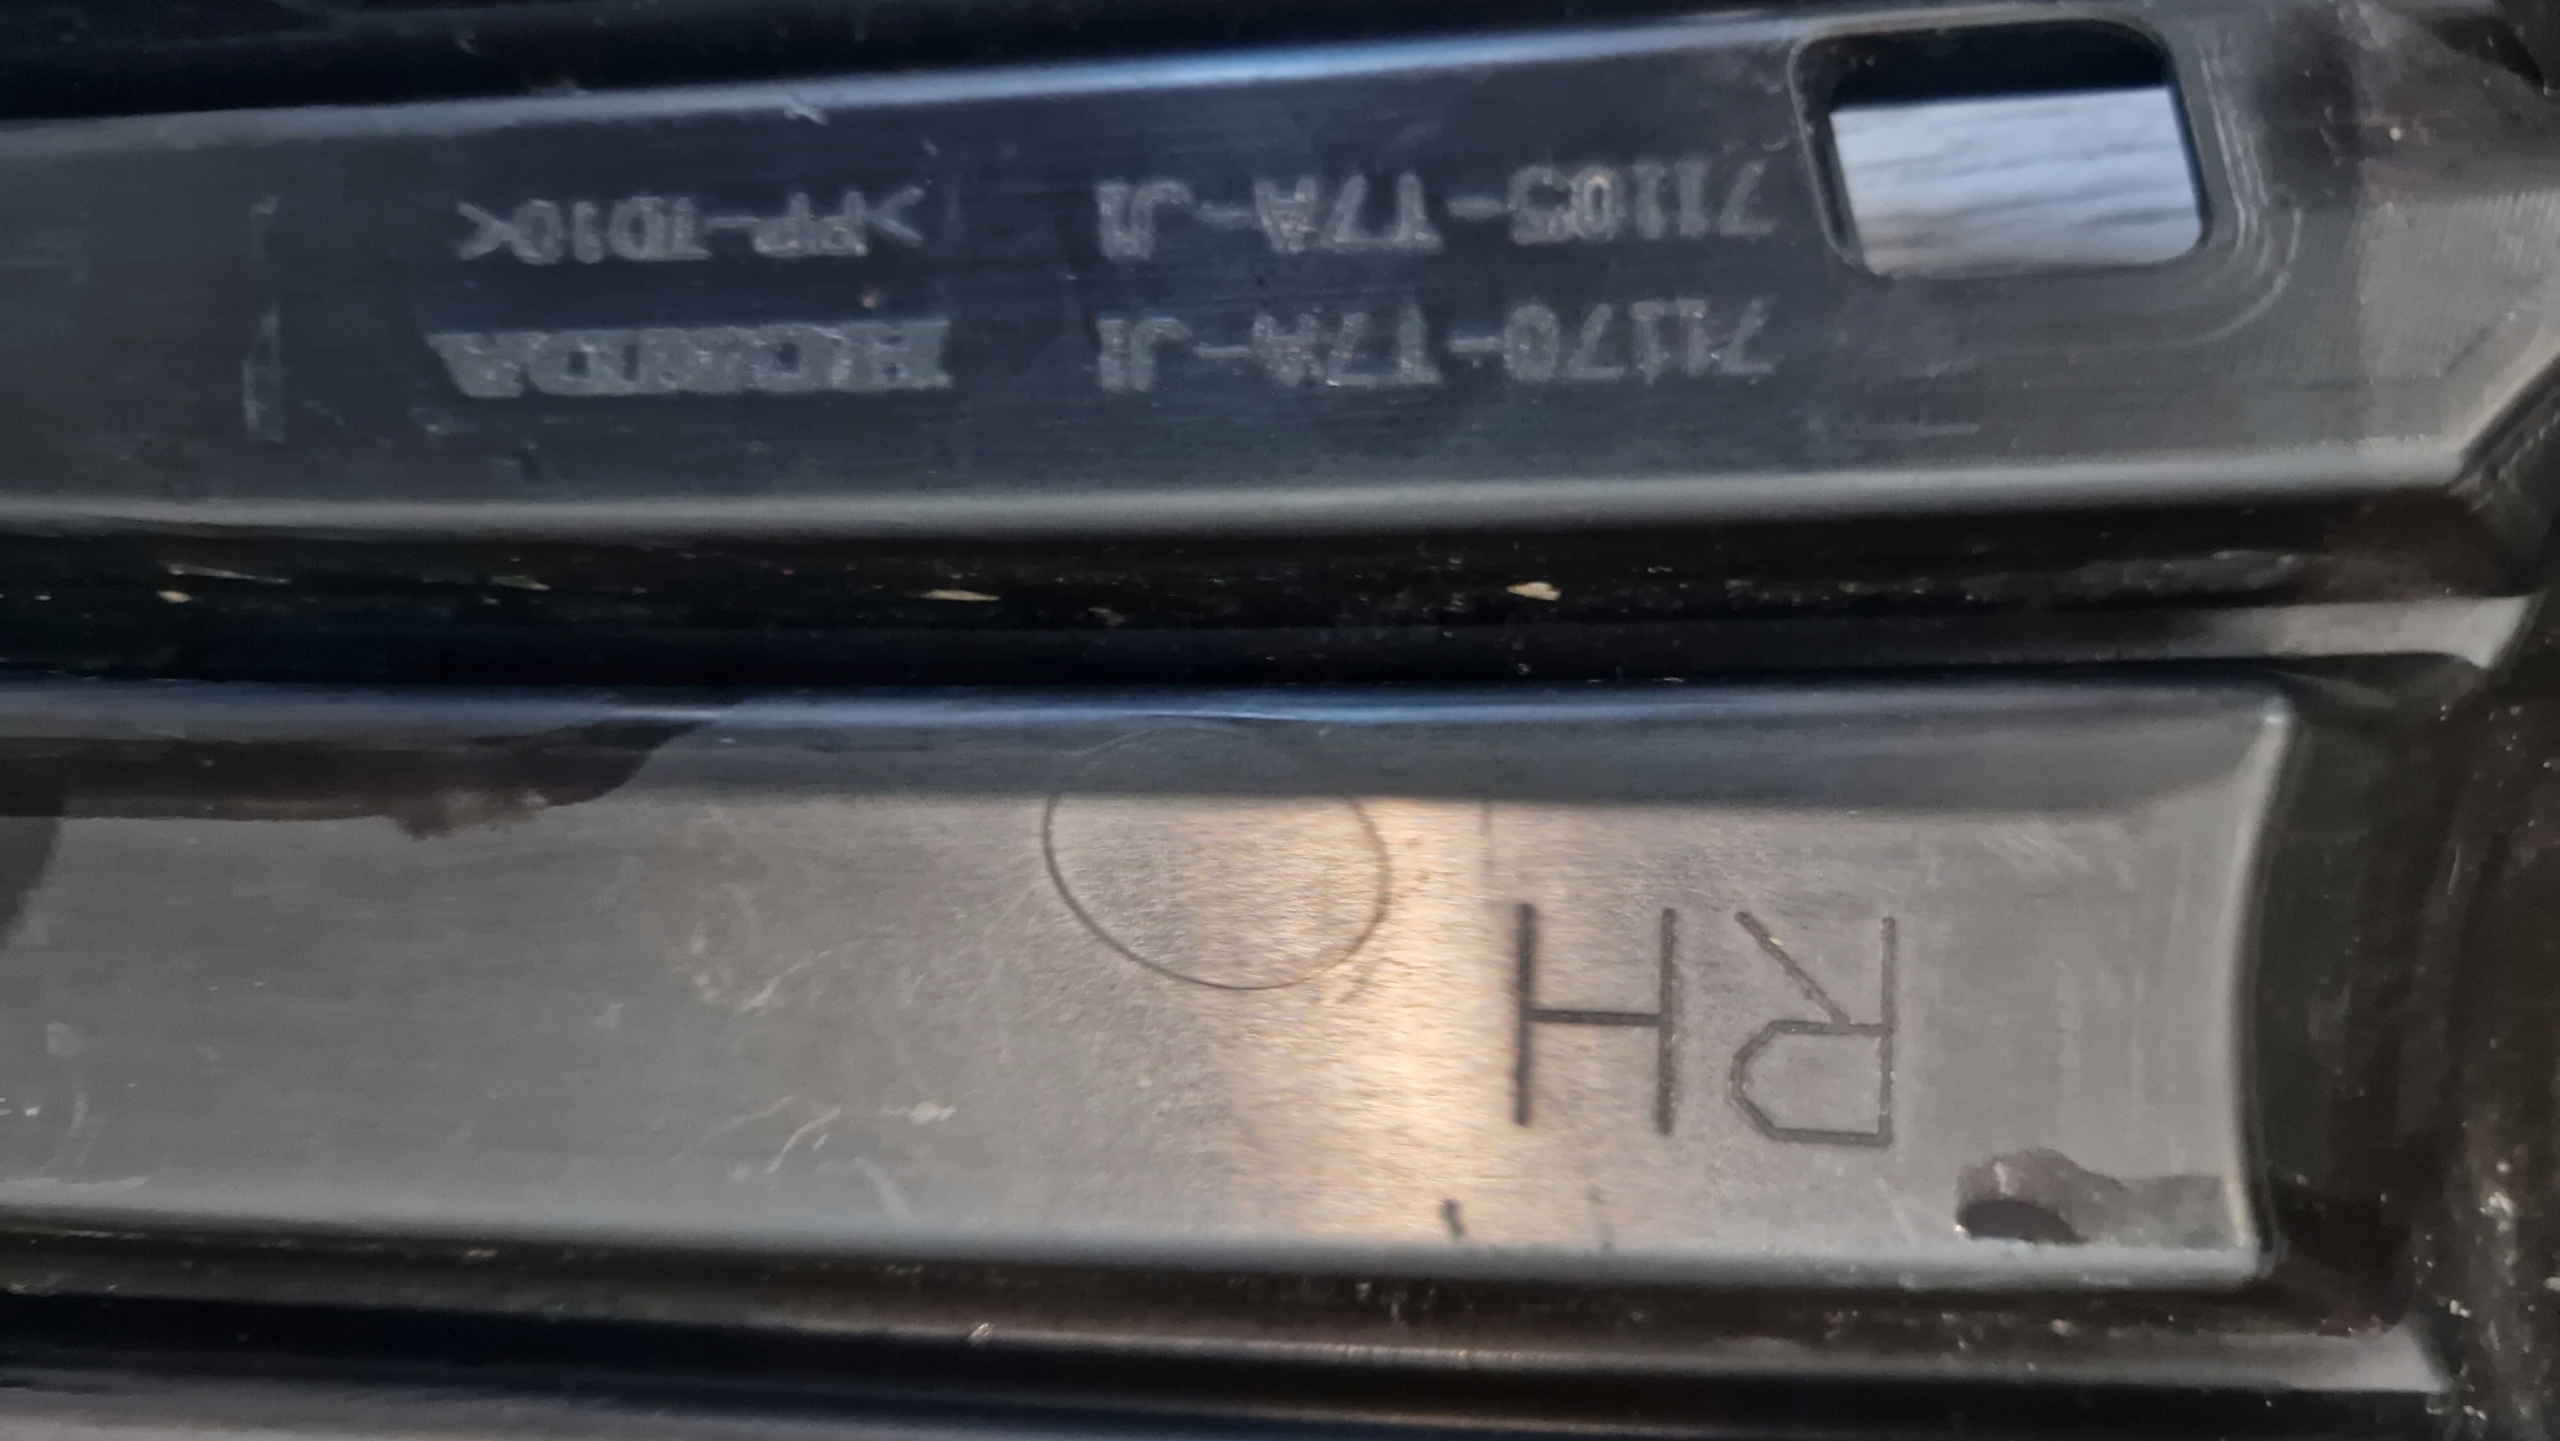 RH
71170-T7A-J1 HONDA
71105-T7A-J1 >PP-TD10<